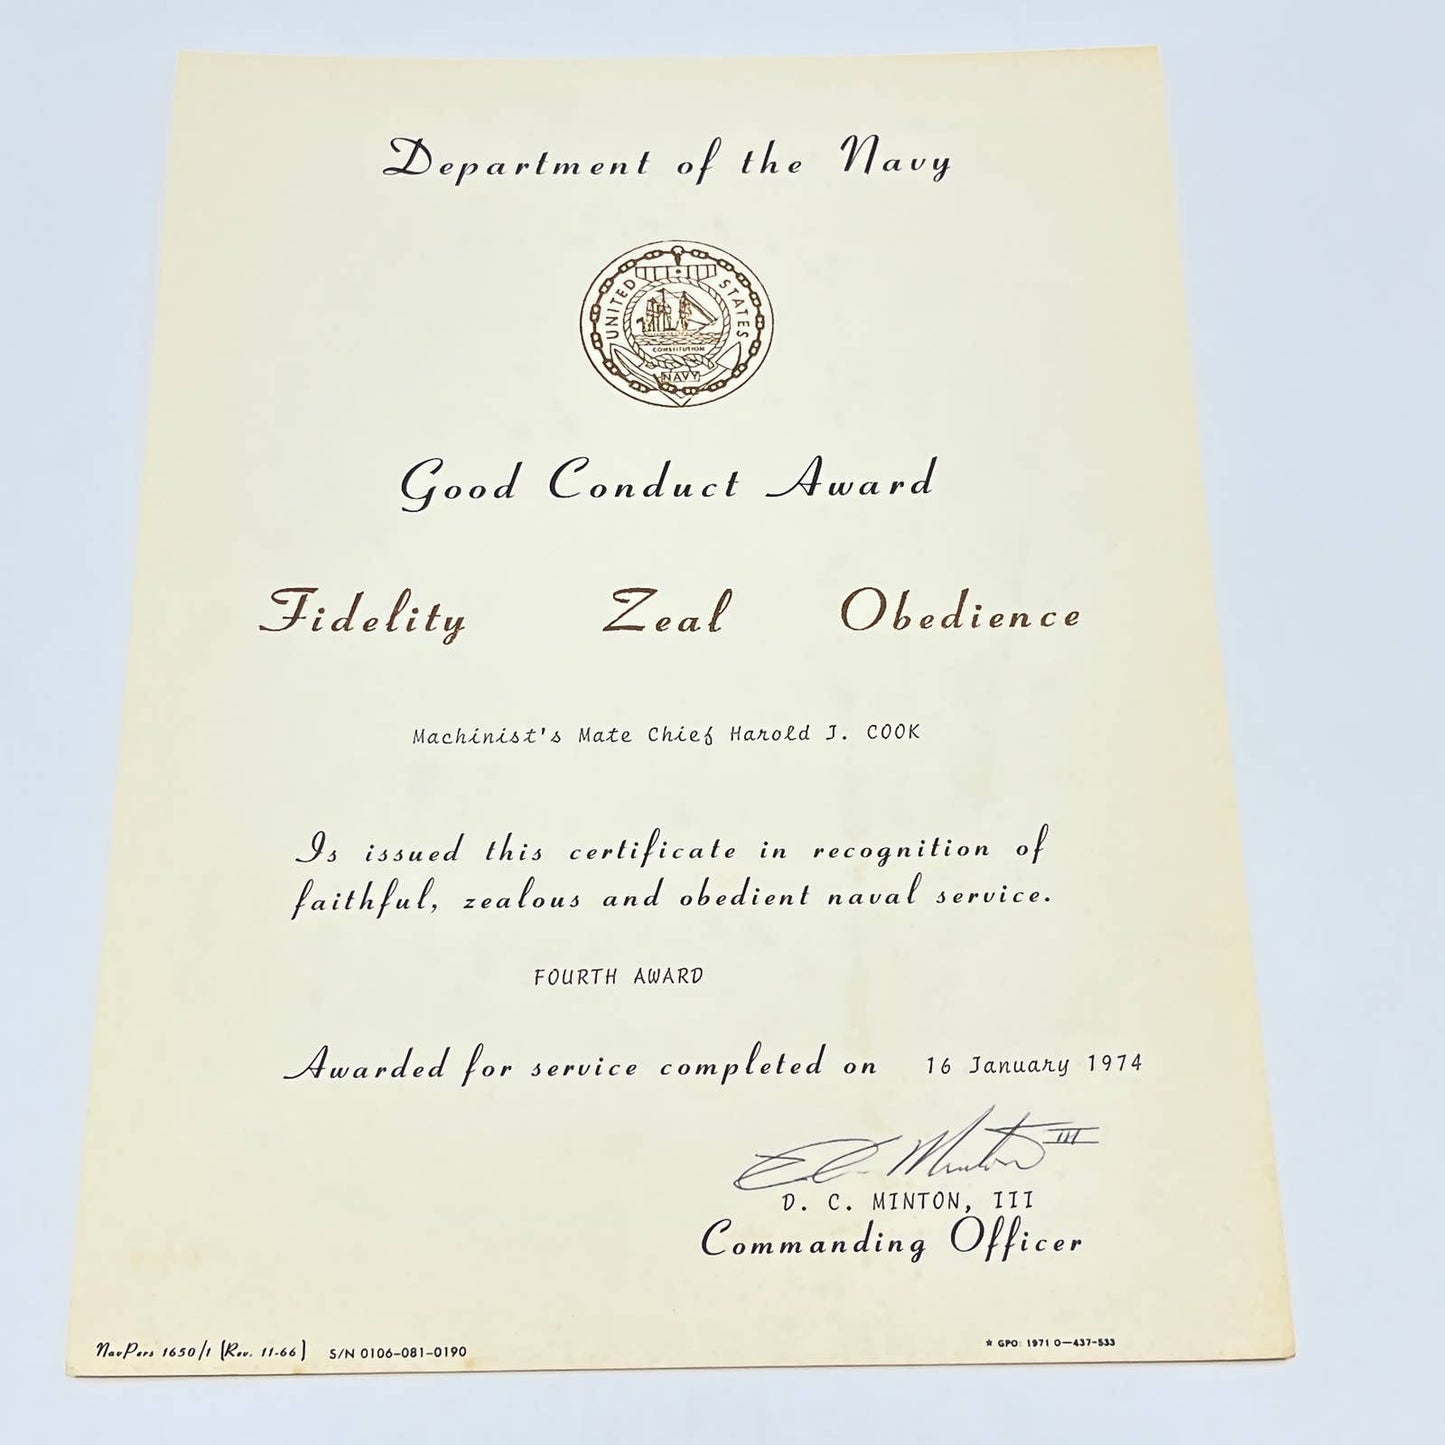 Department of the Navy
UNITED STATES
CONSTITUTION
NAVY
Good Conduct Award
Fidelity Zeal Obedience
Machinist's Mate Chief Harold J. COOK
Is issued this certificate in recognition of
faithful, zealous and obedient naval service.
FOURTH AWARD
Awarded for service completed on 16 January 1974
D. C. MINTON, III
Commanding Officer
NavPers 1650/1 (Rev. 11-66) S/N 0106-081-0190
★ GPO: 1971 O—437-533